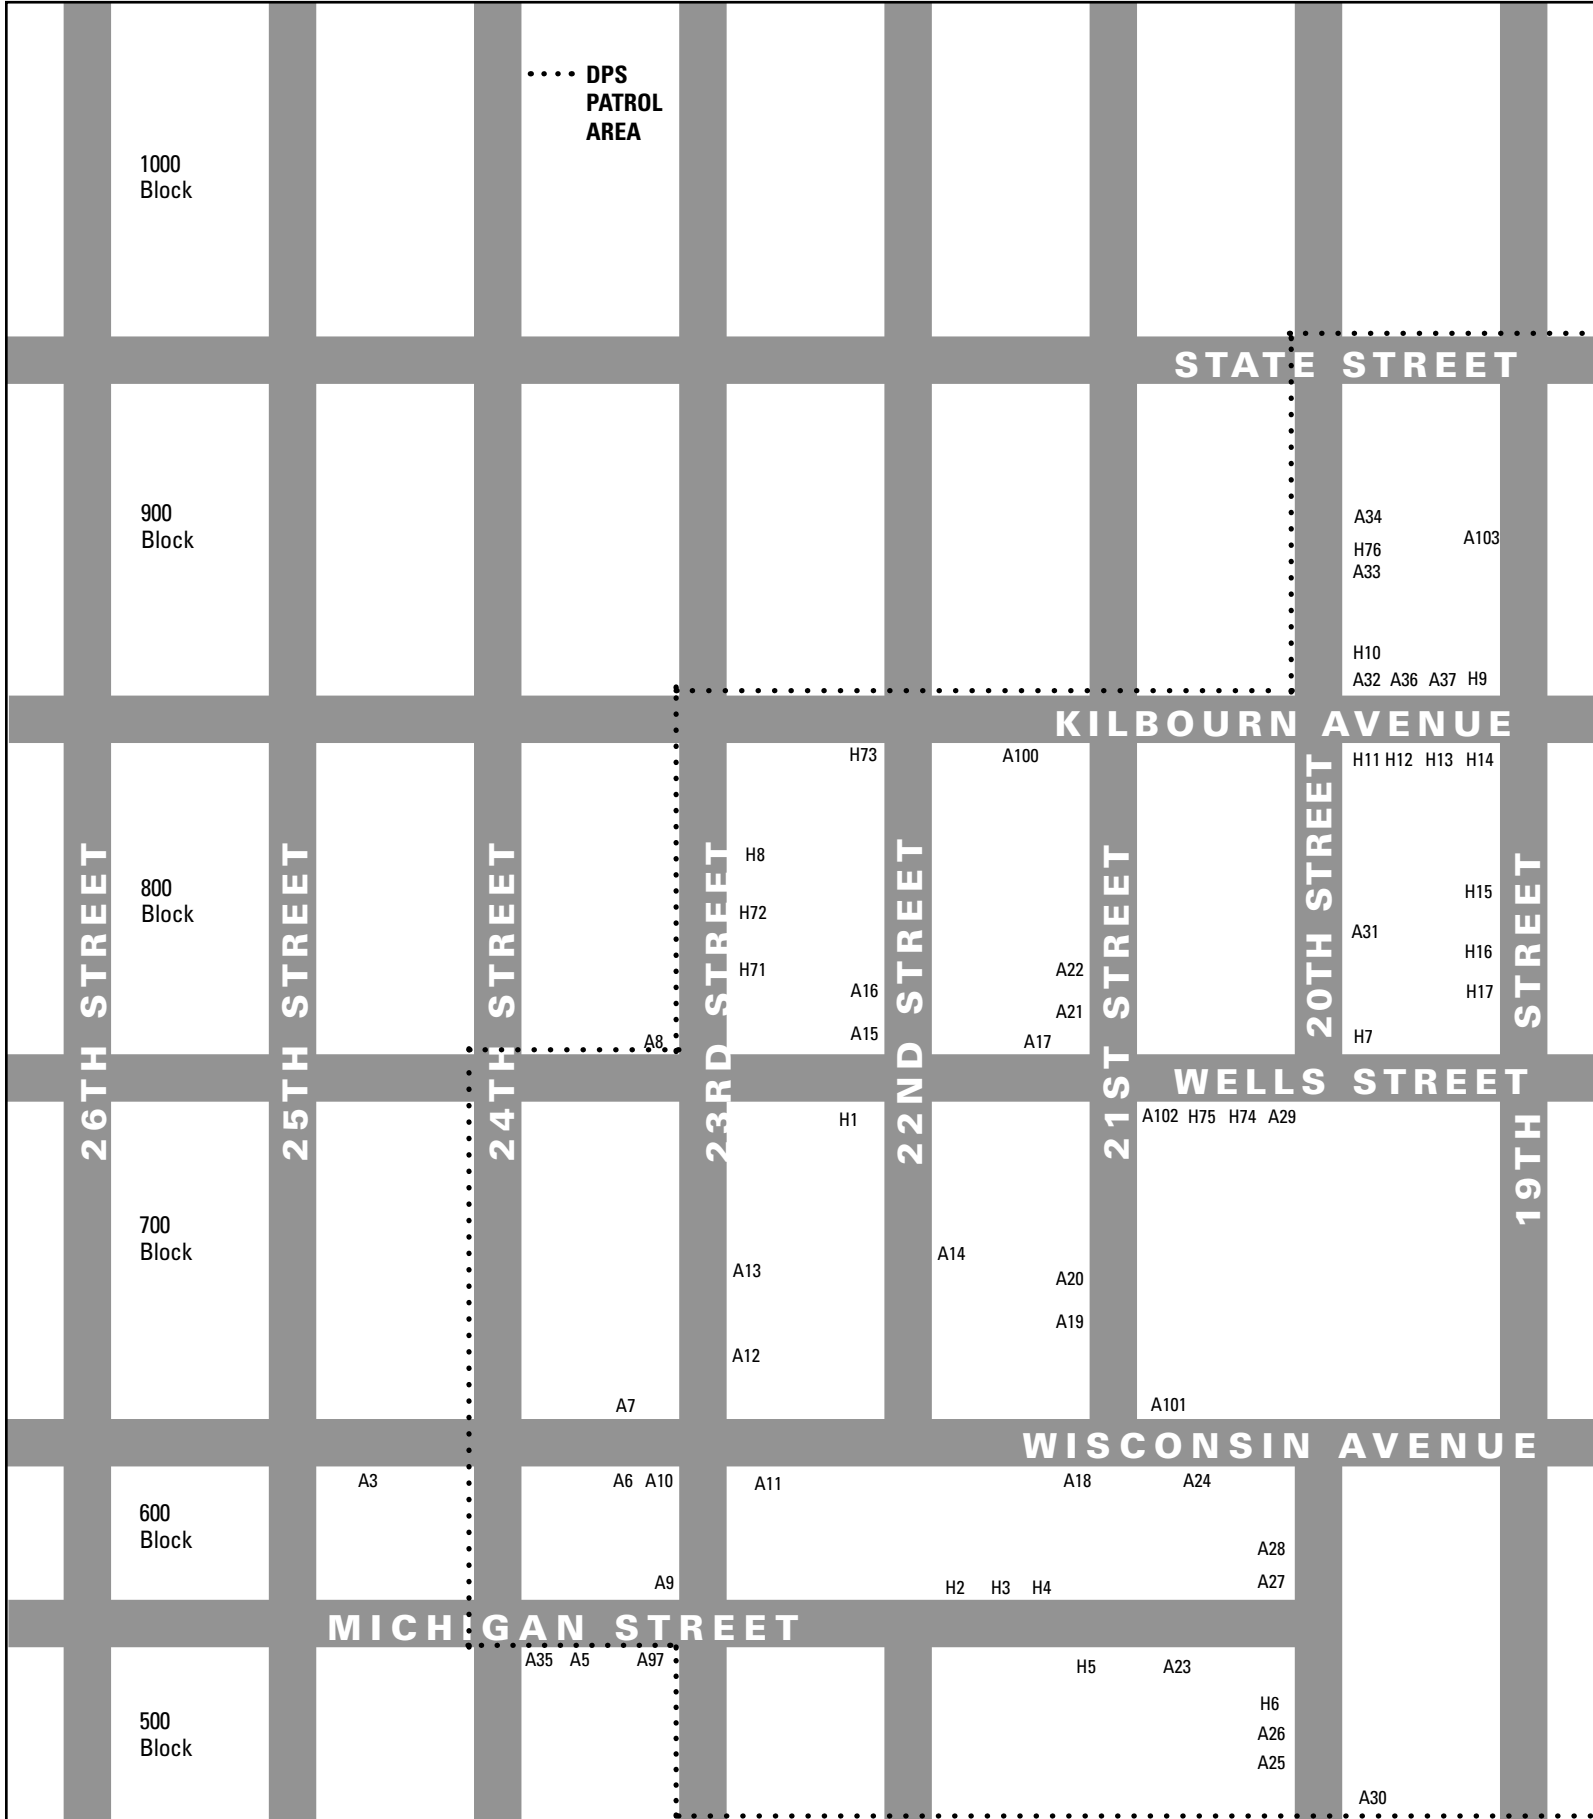 DPS
PATROL
AREA
1000
Block
STATE STREET
900
Block
A34
A103
H76
A33
H10
A32 A36 A37 H9
KILBOURN AVENUE
H73 A100 H11 H12 H13 H14
26TH STREET
25TH STREET
24TH STREET
23RD STREET
22ND STREET
21ST STREET
20TH STREET
19TH STREET
800
Block
H8
H15
H72
A31
H16
H71 A22
A16 H17
A21
A15 H7
A8 A17
WELLS STREET
H1 A102 H75 H74 A29
700
Block
A14
A13 A20
A19
A12
A7 A101
WISCONSIN AVENUE
A3 A6 A10 A11 A18 A24
600
Block
A28
A9 H2 H3 H4 A27
MICHIGAN STREET
A35 A5 A97 H5 A23
500
Block
H6
A26
A25
A30